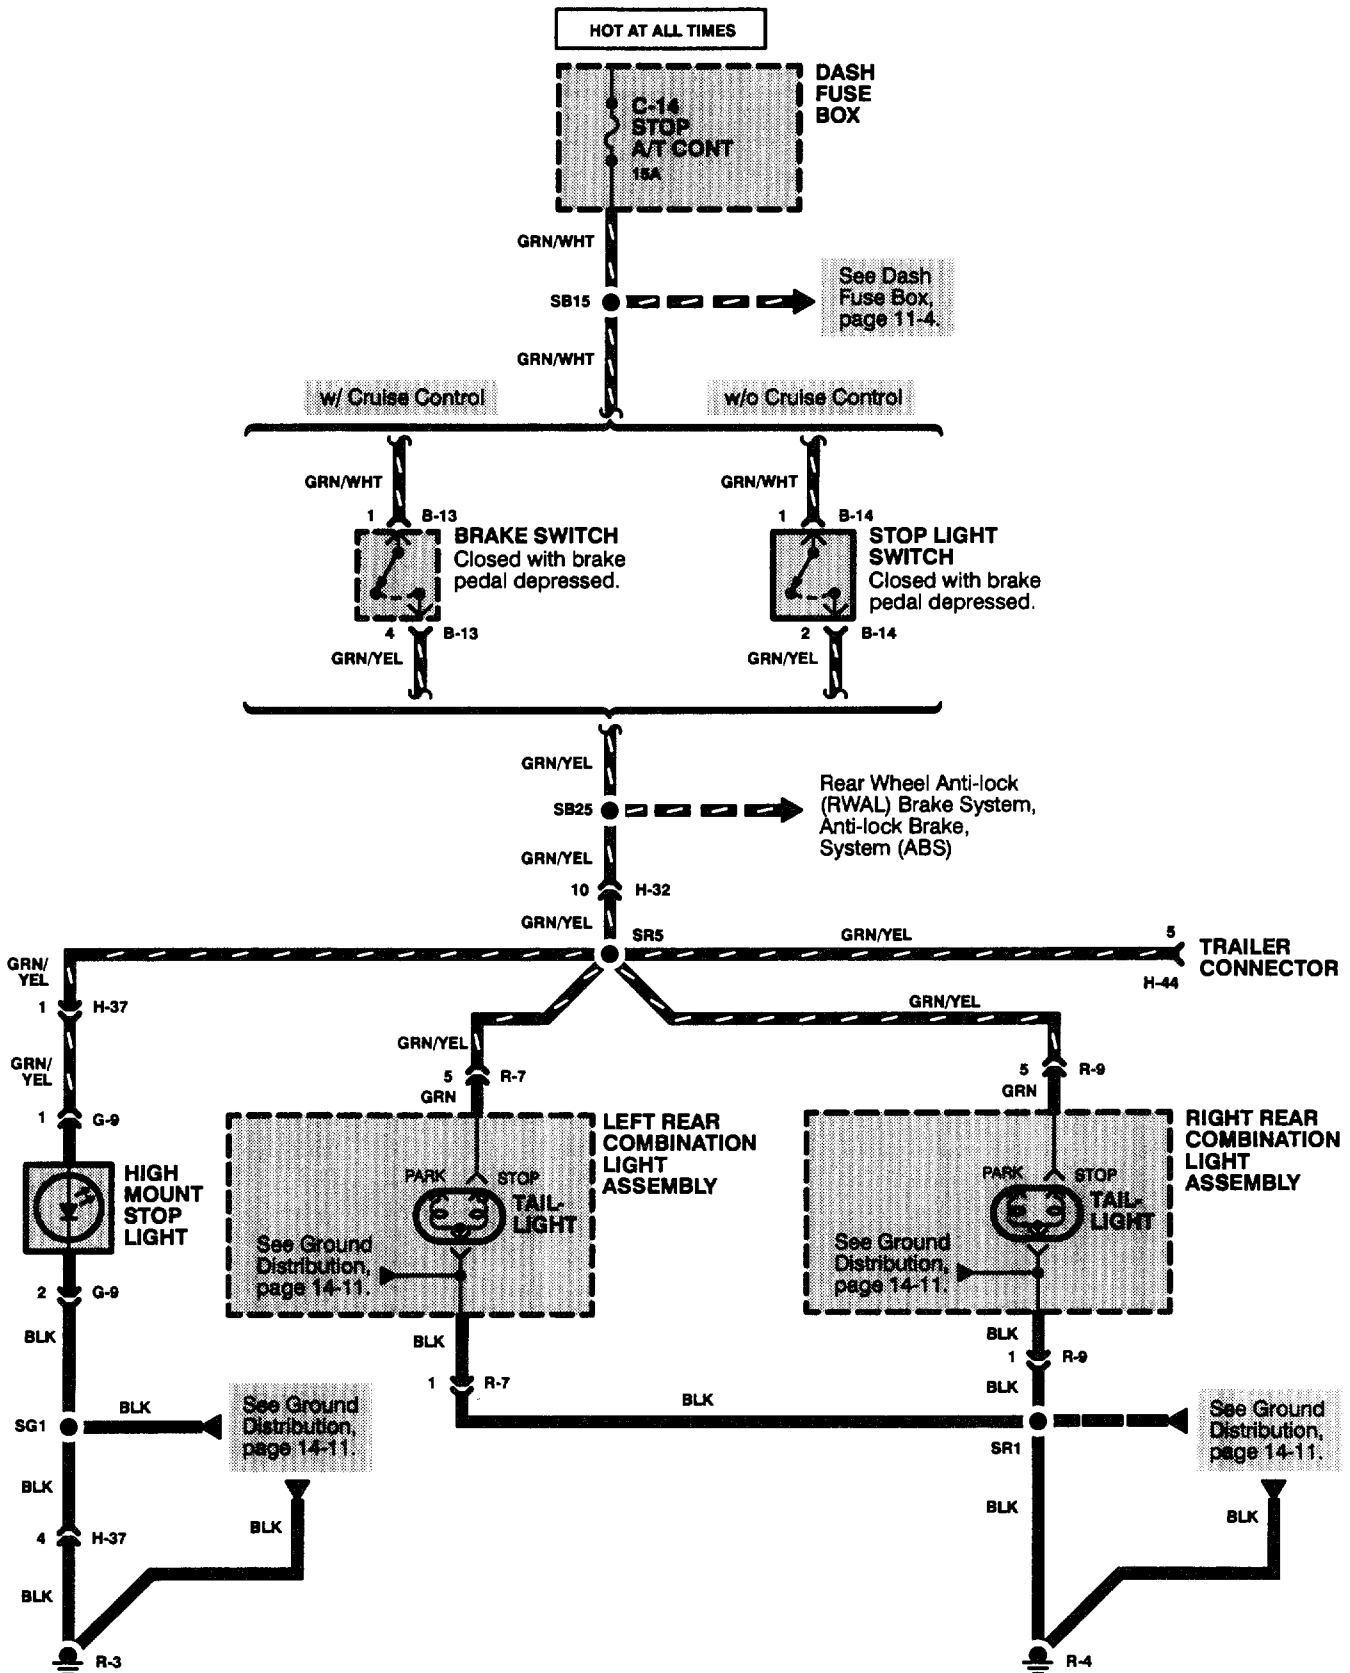 HOT AT ALL TIMES
DASH
FUSE
BOX
C-14
STOP
A/T CONT
15A
GRN/WHT
SB15
See Dash
Fuse Box,
page 11-4.
GRN/WHT
w/ Cruise Control
w/o Cruise Control
GRN/WHT
GRN/WHT
1 B-13
1 B-14
BRAKE SWITCH
Closed with brake
pedal depressed.
STOP LIGHT
SWITCH
Closed with brake
pedal depressed.
4 B-13
2 B-14
GRN/YEL
GRN/YEL
GRN/YEL
SB25
Rear Wheel Anti-lock
(RWAL) Brake System,
Anti-lock Brake,
System (ABS)
GRN/YEL
10 H-32
GRN/YEL
SR5
GRN/YEL
5
TRAILER
CONNECTOR
H-44
GRN/
YEL
1 H-37
GRN/YEL
GRN/YEL
GRN/
YEL
5 R-7
GRN
5 R-9
GRN
1 G-9
HIGH
MOUNT
STOP
LIGHT
LEFT REAR
COMBINATION
LIGHT
ASSEMBLY
RIGHT REAR
COMBINATION
LIGHT
ASSEMBLY
PARK STOP
TAIL-
LIGHT
PARK STOP
TAIL-
LIGHT
See Ground
Distribution,
page 14-11.
See Ground
Distribution,
page 14-11.
2 G-9
BLK
BLK
BLK
1 R-7
1 R-9
BLK
BLK
SG1
BLK
See Ground
Distribution,
page 14-11.
SR1
See Ground
Distribution,
page 14-11.
BLK
BLK
BLK
BLK
4 H-37
BLK
R-3
R-4